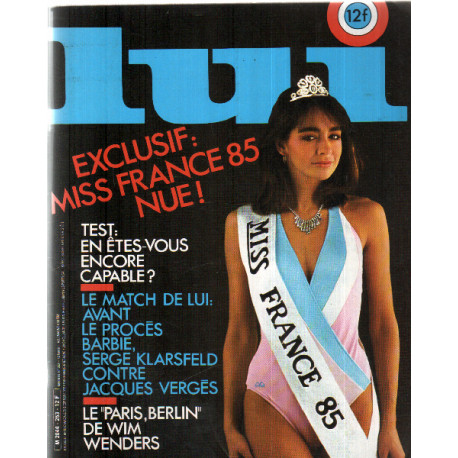 12f
lui
EXCLUSIF:
MISS FRANCE 85
NUE!
TEST:
EN ÊTES-VOUS
ENCORE
CAPABLE?
LE MATCH DE LUI:
AVANT
LE PROCÈS
BARBIE,
SERGE KLARSFELD
CONTRE
JACQUES VERGÈS
LE "PARIS, BERLIN"
DE WIM
WENDERS
MISS FRANCE 85